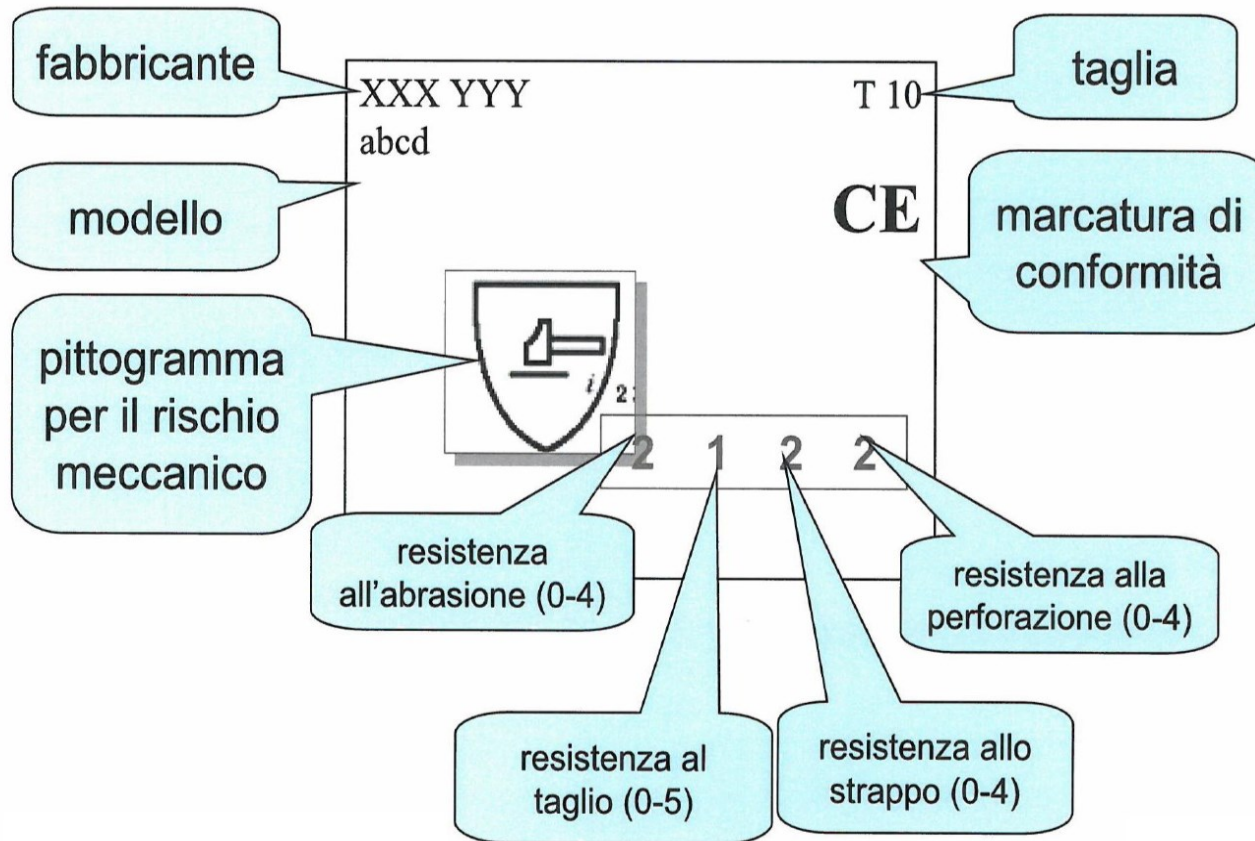 fabbricante
XXX YYY
T 10
taglia
abcd
modello
CE
marcatura di
conformità
pittogramma
per il rischio
meccanico
i
2
2 1 2 2
resistenza
all'abrasione (0-4)
resistenza alla
perforazione (0-4)
resistenza al
taglio (0-5)
resistenza allo
strappo (0-4)